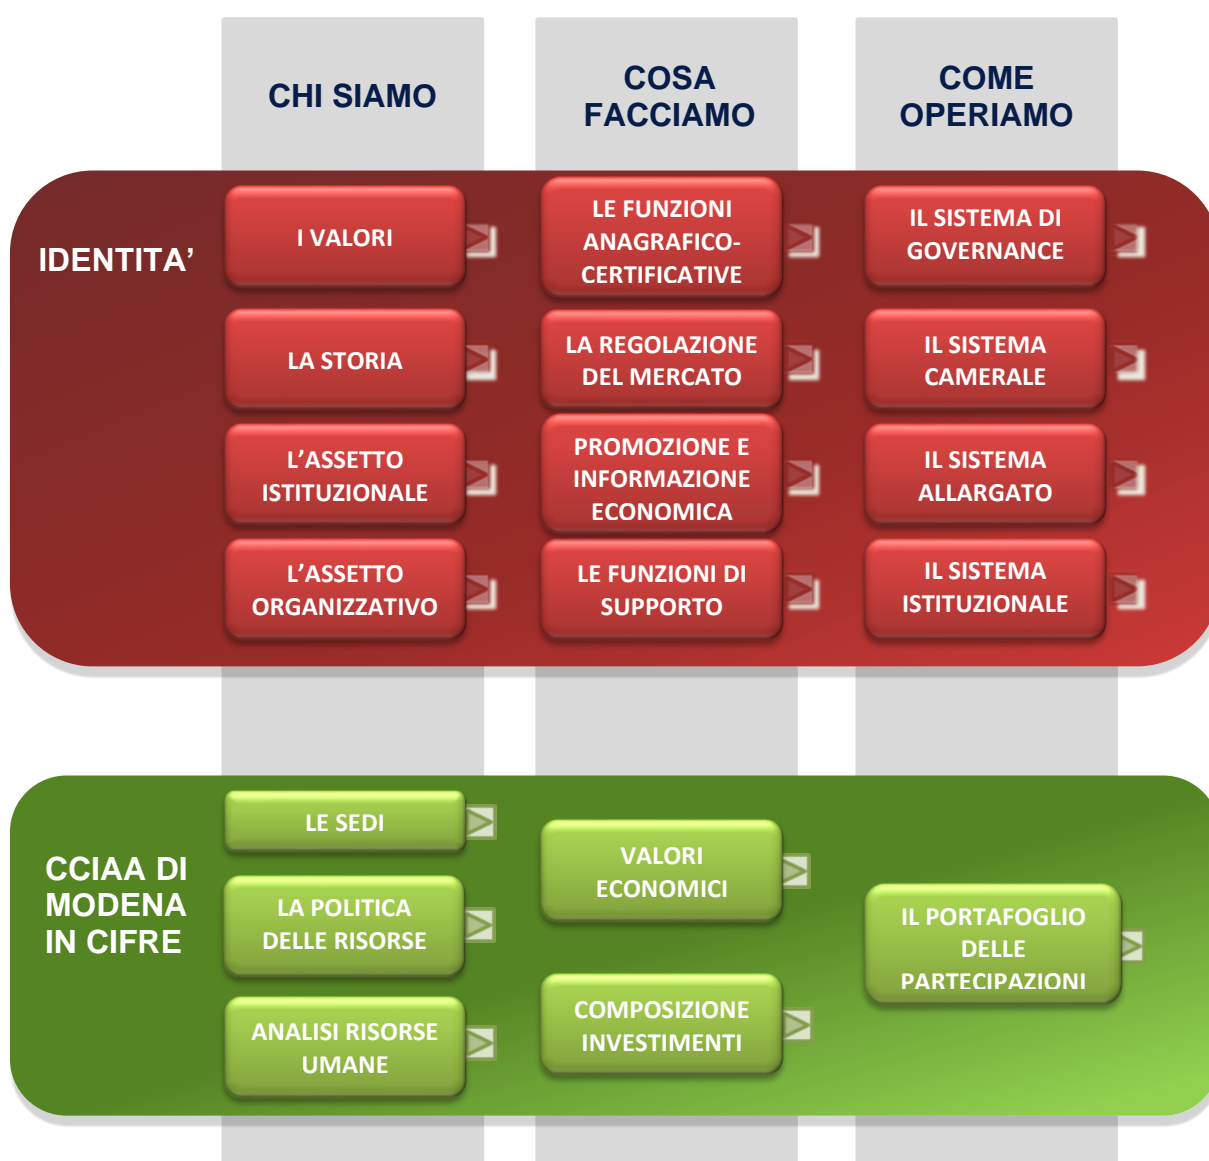 CHI SIAMO
COSA
FACCIAMO
COME
OPERIAMO
IDENTITA’
I VALORI
LE FUNZIONI
ANAGRAFICO-
CERTIFICATIVE
IL SISTEMA DI
GOVERNANCE
LA STORIA
LA REGOLAZIONE
DEL MERCATO
IL SISTEMA
CAMERALE
L’ASSETTO
ISTITUZIONALE
PROMOZIONE E
INFORMAZIONE
ECONOMICA
IL SISTEMA
ALLARGATO
L’ASSETTO
ORGANIZZATIVO
LE FUNZIONI DI
SUPPORTO
IL SISTEMA
ISTITUZIONALE
CCIAA DI
MODENA
IN CIFRE
LE SEDI
LA POLITICA
DELLE RISORSE
ANALISI RISORSE
UMANE
VALORI
ECONOMICI
COMPOSIZIONE
INVESTIMENTI
IL PORTAFOGLIO
DELLE
PARTECIPAZIONI